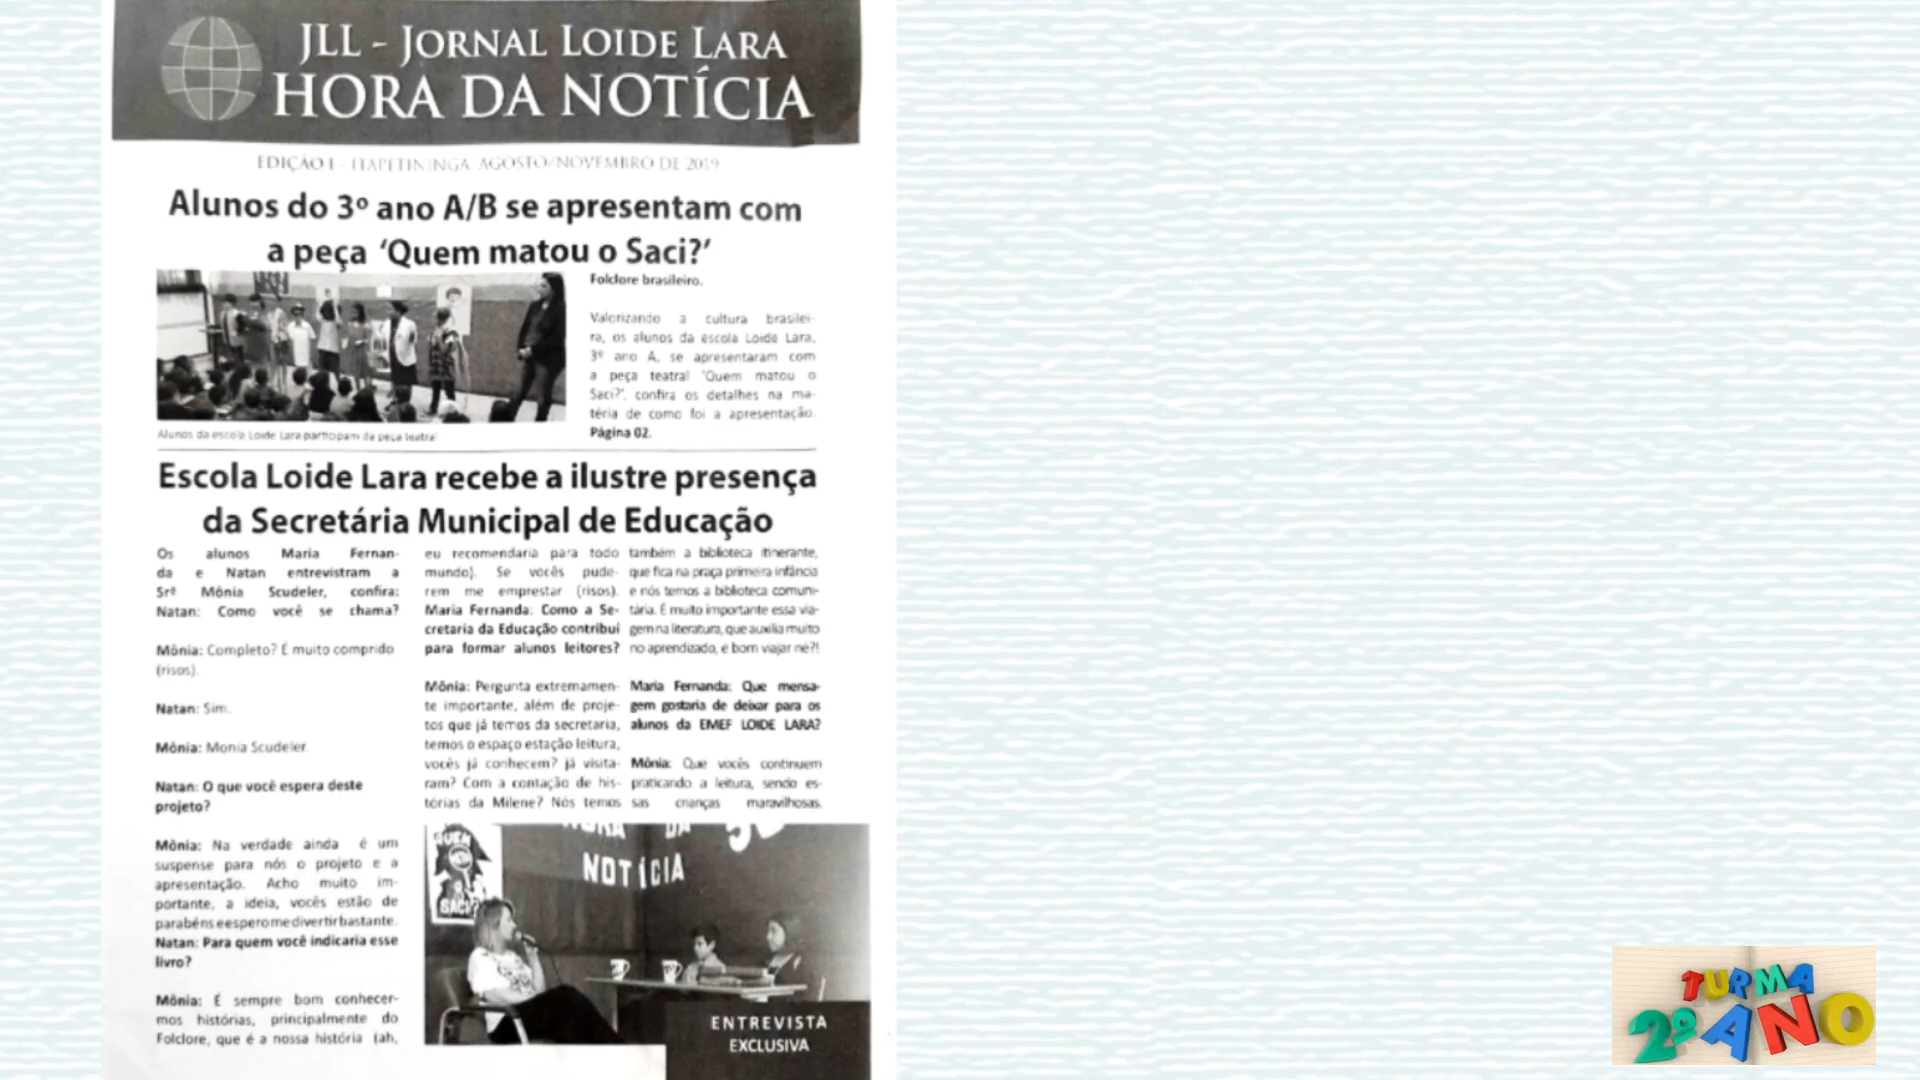 JLL - JORNAL LOIDE LARA
HORA DA NOTÍCIA
EDIÇÃO I - ITAPETININGA, AGOSTO/NOVEMBRO DE 2019
Alunos do 3º ano A/B se apresentam com
a peça ‘Quem matou o Saci?’
Folclore brasileiro.
Valorizando a cultura brasilei-
ra, os alunos da escola Loide Lara,
3º ano A, se apresentaram com
a peça teatral 'Quem matou o
Saci?', confira os detalhes na ma-
téria de como foi a apresentação.
Página 02.
Alunos da escola Loide Lara participam da peça teatral
Escola Loide Lara recebe a ilustre presença
da Secretária Municipal de Educação
Os alunos Maria Fernan-
da e Natan entrevistram a
Srª Mônia Scudeler, confira:
Natan: Como você se chama?
Mônia: Completo? É muito comprido
(risos).
Natan: Sim.
Mônia: Monia Scudeler.
Natan: O que você espera deste
projeto?
Mônia: Na verdade ainda é um
suspense para nós o projeto e a
apresentação. Acho muito im-
portante, a ideia, vocês estão de
parabéns e espero me divertir bastante.
Natan: Para quem você indicaria esse
livro?
Mônia: É sempre bom conhecer-
mos histórias, principalmente do
Folclore, que é a nossa história (ah,
eu recomendaria para todo
mundo). Se vocês pude-
rem me emprestar (risos).
Maria Fernanda: Como a Se-
cretaria da Educação contribuí
para formar alunos leitores?
Mônia: Pergunta extremamen-
te importante, além de proje-
tos que já temos da secretaria,
temos o espaço estação leitura,
vocês já conhecem? já visita-
ram? Com a contação de his-
tórias da Milene? Nós temos
também a biblioteca itinerante,
que fica na praça primeira infância
e nós temos a biblioteca comuni-
tária. É muito importante essa via-
gem na literatura, que auxilia muito
no aprendizado, e bom viajar né?!
Maria Fernanda: Que mensa-
gem gostaria de deixar para os
alunos da EMEF LOIDE LARA?
Mônia: Que vocês continuem
praticando a leitura, sendo es-
sas crianças maravilhosas.
HORA DA
NOTÍCIA
QUEM
O
SACI?
ENTREVISTA
EXCLUSIVA
TURMA
2º ANO